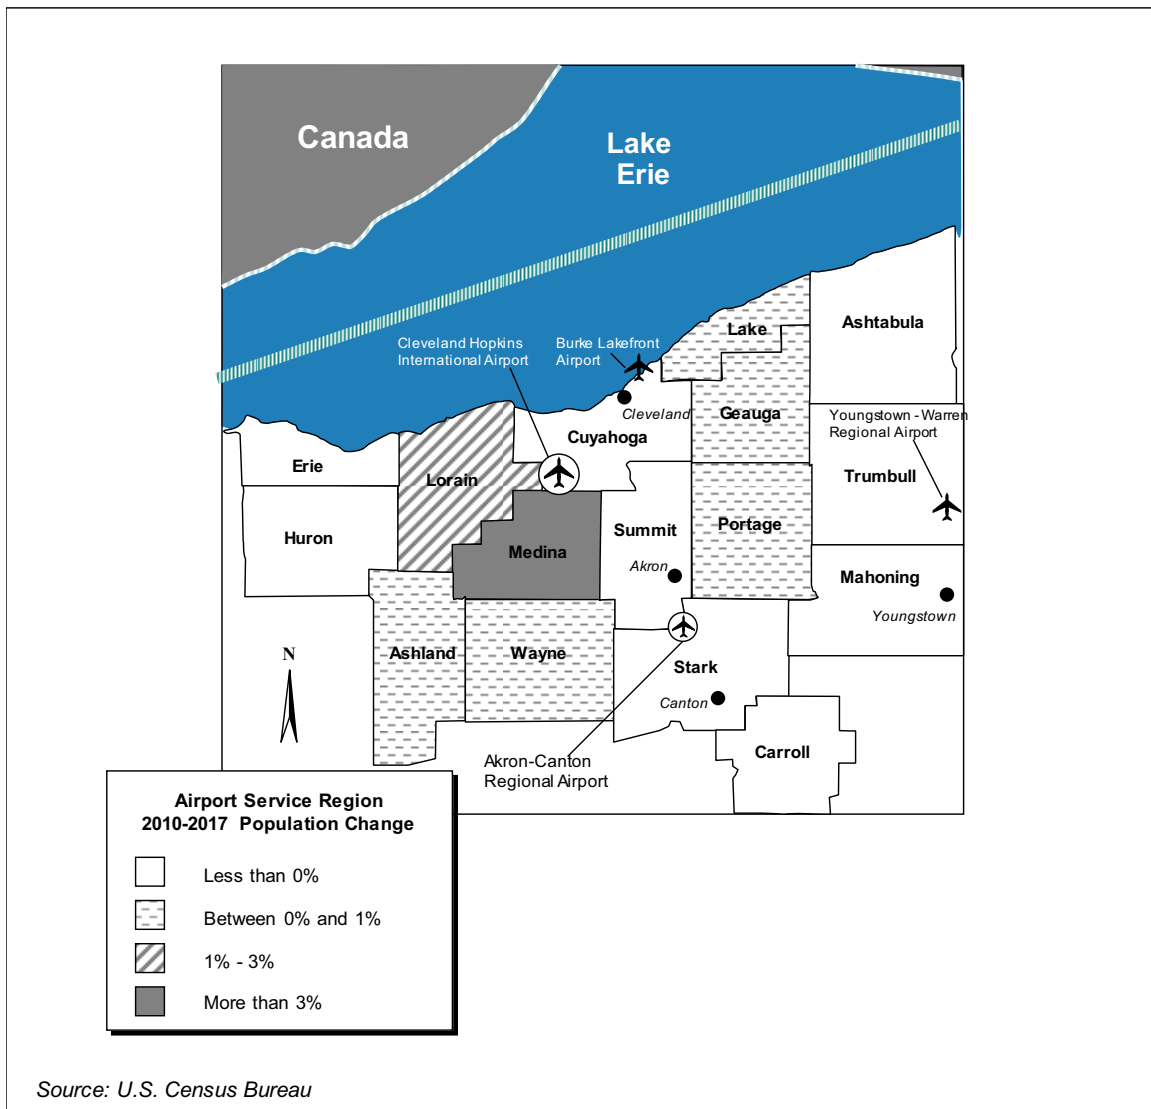 Canada
Lake
Erie
Ashtabula
Lake
Cleveland Hopkins
International Airport
Burke Lakefront
Airport
Cleveland
Geauga
Youngstown - Warren
Regional Airport
Cuyahoga
Erie
Lorain
Trumbull
Huron
Summit
Portage
Medina
Akron
Mahoning
Youngstown
N
Ashland
Wayne
Stark
Canton
Carroll
Akron-Canton
Regional Airport
Airport Service Region
2010-2017 Population Change
Less than 0%
Between 0% and 1%
1% - 3%
More than 3%
Source: U.S. Census Bureau